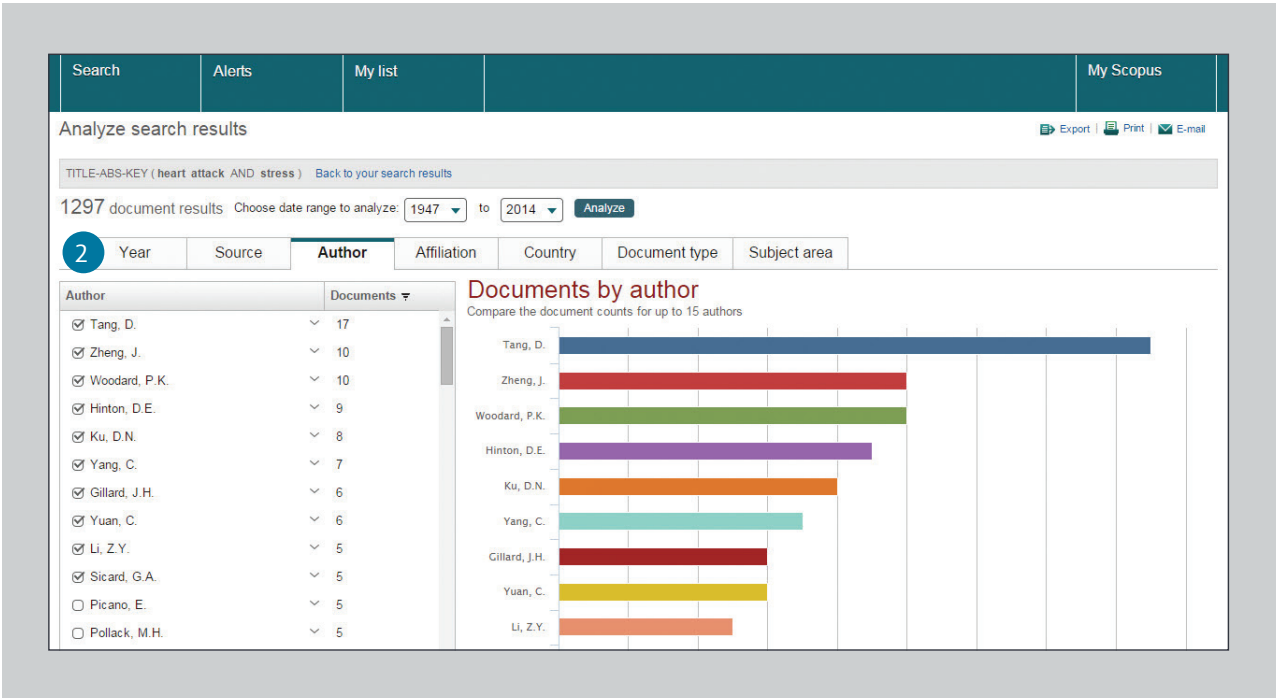 Search Alerts My list My Scopus
Analyze search results
Export | Print | E-mail
TITLE-ABS-KEY ( heart attack AND stress ) Back to your search results
1297 document results Choose date range to analyze: 1947 to 2014 Analyze
2 Year Source Author Affiliation Country Document type Subject area
Author Documents
Tang, D. 17
Zheng, J. 10
Woodard, P.K. 10
Hinton, D.E. 9
Ku, D.N. 8
Yang, C. 7
Gillard, J.H. 6
Yuan, C. 6
Li, Z.Y. 5
Sicard, G.A. 5
Picano, E. 5
Pollack, M.H. 5
Documents by author
Compare the document counts for up to 15 authors
Tang, D.
Zheng, J.
Woodard, P.K.
Hinton, D.E.
Ku, D.N.
Yang, C.
Gillard, J.H.
Yuan, C.
Li, Z.Y.